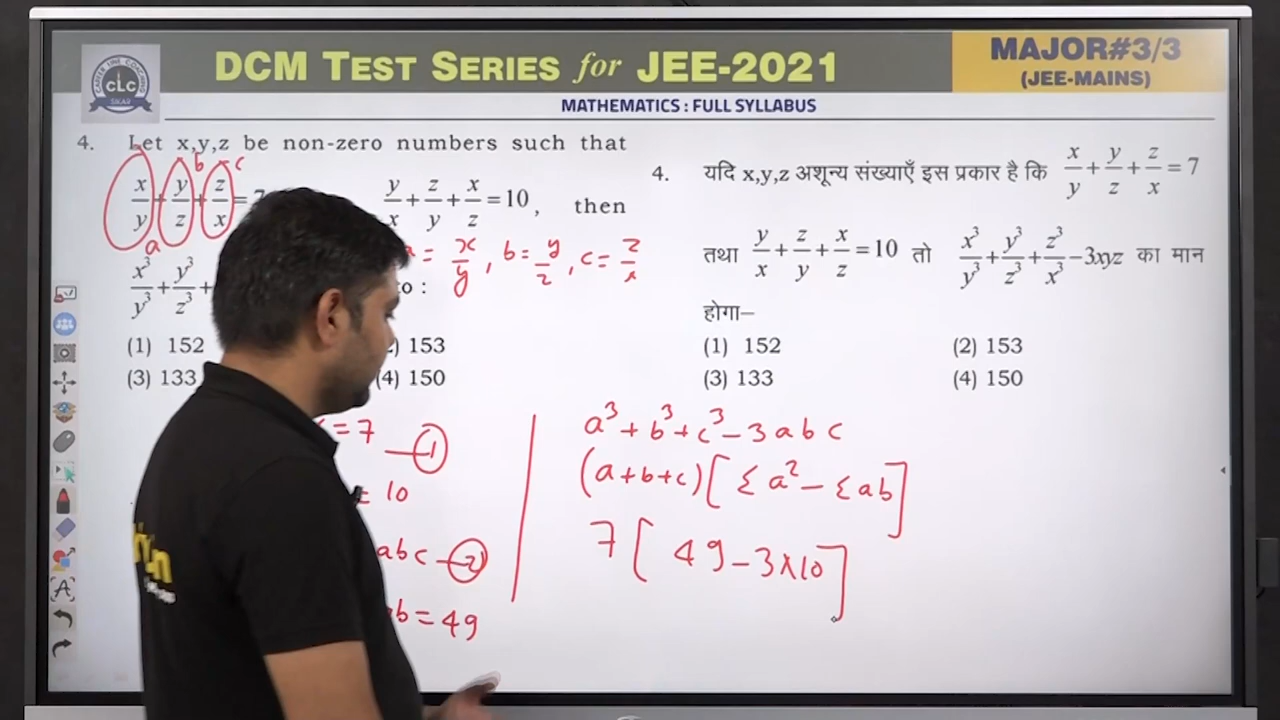 DCM TEST SERIES for JEE-2021
MAJOR#3/3
(JEE-MAINS)
CLC
MATHEMATICS : FULL SYLLABUS
4. Let x,y,z be non-zero numbers such that
x/y + y/z + z/x =
y/x + z/y + x/z = 10, then
a b c
= x/y, b = y/z, c = z/x
x³/y³ + y³/z³ +
to :
(1) 152
153
(3) 133
(4) 150
4. यदि x,y,z अशून्य संख्याएँ इस प्रकार है कि x/y + y/z + z/x = 7
तथा y/x + z/y + x/z = 10 तो x³/y³ + y³/z³ + z³/x³ - 3xyz का मान
होगा–
(1) 152 (2) 153
(3) 133 (4) 150
= 7 — 1
= 10
abc — 2
= 49
a³ + b³ + c³ - 3abc
(a+b+c)[Σa² - Σab]
7[49 - 3×10]